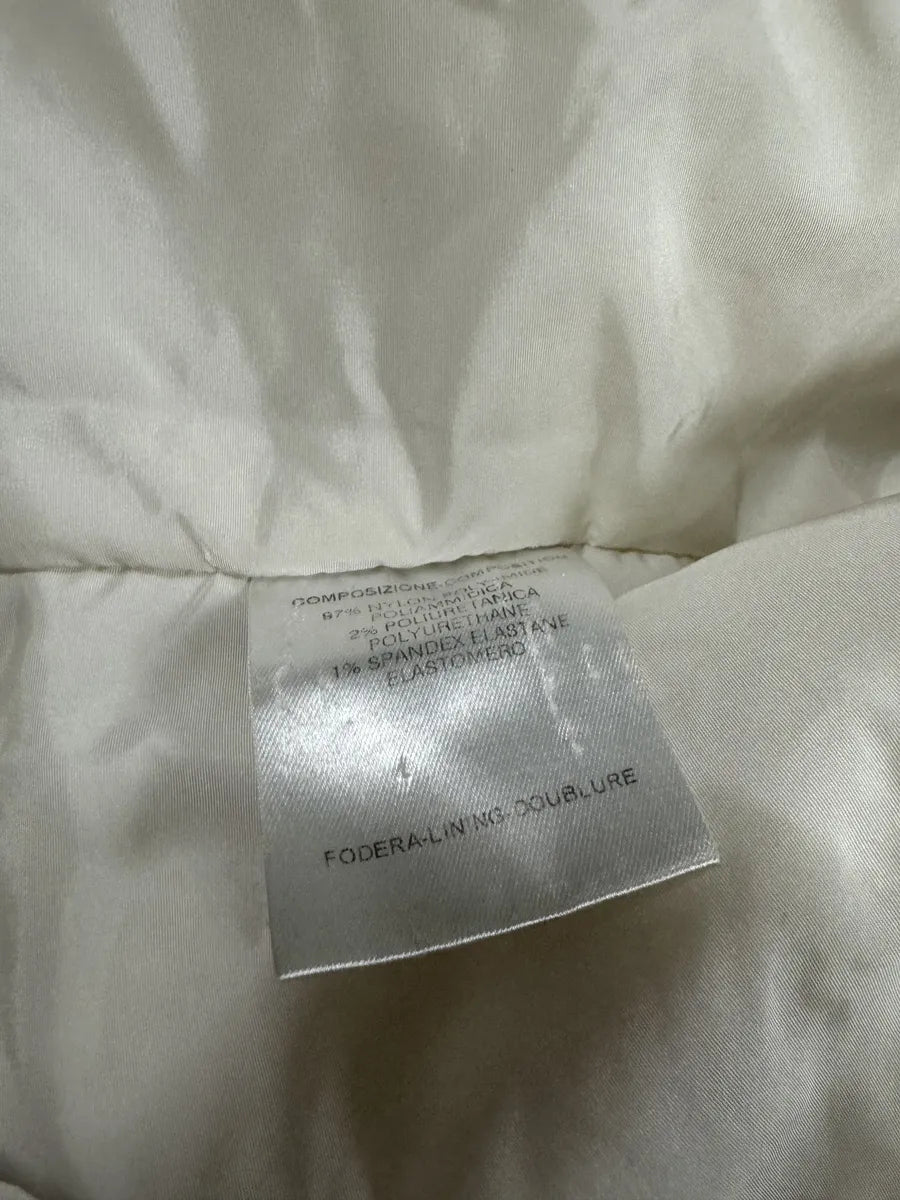 COMPOSIZIONE-COMPOSITION
97% NYLON POLYAMIDE
POLIAMMIDICA
2% POLIURETANICA
POLYURETHANE
1% SPANDEX ELASTANE
ELASTOMERO
FODERA-LINING-DOUBLURE